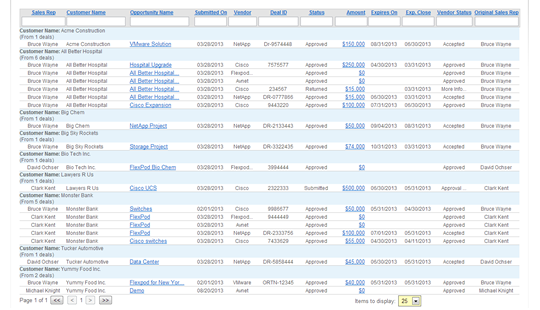 Sales Rep Customer Name Opportunity Name Submitted On Vendor Deal ID Status Amount Expires On Exp. Close Vendor Status Original Sales Rep
Customer Name: Acme Construction
(From 1 deals)
Bruce Wayne Acme Construction VMware Solution 03/28/2013 NetApp DI-9574448 Approved $150,000 08/31/2013 06/30/2013 Accepted Bruce Wayne
Customer Name: All Better Hospital
(From 6 deals)
Bruce Wayne All Better Hospital Hospital Upgrade 03/28/2013 Cisco 7575577 Approved $250,000 04/30/2013 03/31/2013 Approved Bruce Wayne
Bruce Wayne All Better Hospital All Better Hospital... 03/28/2013 Flexpod... Approved $0 Approved Bruce Wayne
Bruce Wayne All Better Hospital All Better Hospital... 03/28/2013 Avnet Approved $0 Approved Bruce Wayne
Bruce Wayne All Better Hospital All Better Hospital... 03/28/2013 Cisco 234567 Returned $15,000 03/31/2013 More Info... Bruce Wayne
Bruce Wayne All Better Hospital All Better Hospital... 03/28/2013 NetApp DR-0777866 Approved $15,000 06/30/2013 03/31/2013 Accepted Bruce Wayne
Bruce Wayne All Better Hospital Cisco Expansion 03/28/2013 Cisco 9443220 Approved $100,000 07/31/2013 06/30/2013 Approved Bruce Wayne
Customer Name: Big Chem
(From 1 deals)
Bruce Wayne Big Chem NetApp Project 03/28/2013 NetApp DR-2133443 Approved $50,000 09/04/2013 08/31/2013 Accepted Bruce Wayne
Customer Name: Big Sky Rockets
(From 1 deals)
Bruce Wayne Big Sky Rockets Storage Project 03/28/2013 NetApp DR-3322435 Approved $74,000 10/31/2013 03/31/2013 Accepted Bruce Wayne
Customer Name: Bio Tech Inc.
(From 1 deals)
David Ochser Bio Tech Inc. FlexPod Bio Chem 03/28/2013 Flexpod... 3994444 Approved $0 Approved David Ochser
Customer Name: Lawyers R Us
(From 1 deals)
Clark Kent Lawyers R Us Cisco UCS 03/28/2013 Cisco 2322333 Submitted $500,000 06/30/2013 05/31/2013 Approval... Clark Kent
Customer Name: Monster Bank
(From 5 deals)
Bruce Wayne Monster Bank Switches 02/01/2013 Cisco 9986677 Approved $50,000 05/31/2013 04/30/2013 Approved Bruce Wayne
Clark Kent Monster Bank FlexPod 03/28/2013 Flexpod... 9444449 Approved $0 Approved Clark Kent
Clark Kent Monster Bank FlexPod 03/28/2013 Avnet Approved $0 Approved Clark Kent
Clark Kent Monster Bank FlexPod 03/28/2013 NetApp DR-2333756 Approved $100,000 07/01/2013 05/31/2013 Accepted Clark Kent
Clark Kent Monster Bank Cisco switches 03/28/2013 Cisco 7433629 Approved $55,000 04/30/2013 04/11/2013 Approved Clark Kent
Customer Name: Tucker Automotive
(From 1 deals)
David Ochser Tucker Automotive Data Center 03/28/2013 NetApp DR-5858444 Approved $45,000 06/30/2013 05/31/2013 Accepted David Ochser
Customer Name: Yummy Food Inc.
(From 2 deals)
Bruce Wayne Yummy Food Inc. Flexpod for New Yor... 02/01/2013 VMware ORTN-12345 Approved $40,000 05/31/2013 05/31/2013 Approved Bruce Wayne
Michael Knight Yummy Food Inc. Demo 08/20/2013 Avnet Approved $0 Approved Michael Knight
Page 1 of 1 << < 1 > >> Items to display: 25